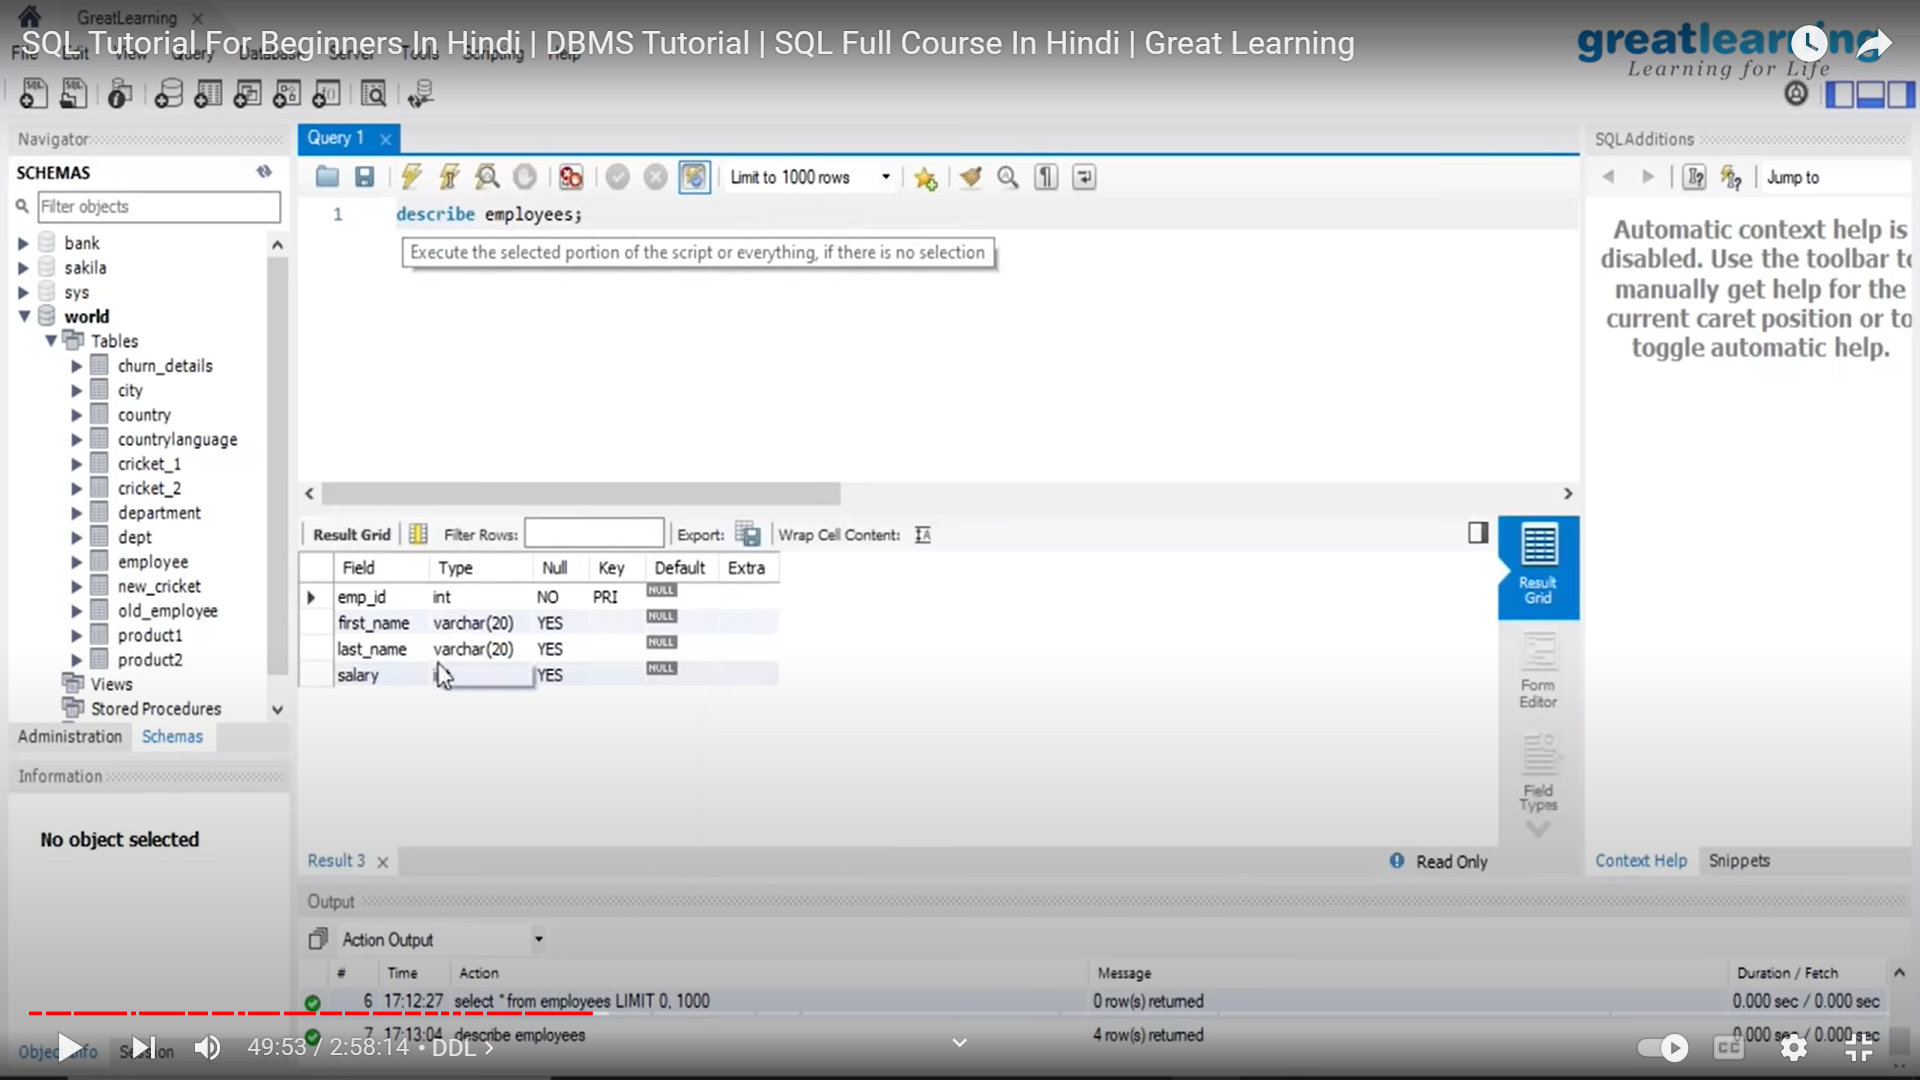 GreatLearning
SQL Tutorial For Beginners In Hindi | DBMS Tutorial | SQL Full Course In Hindi | Great Learning
File Edit View Query Database Server Tools Scripting Help
greatlearning
Learning for Life
Navigator
SCHEMAS
Filter objects
bank
sakila
sys
world
Tables
churn_details
city
country
countrylanguage
cricket_1
cricket_2
department
dept
employee
new_cricket
old_employee
product1
product2
Views
Stored Procedures
Administration Schemas
Information
No object selected
Object Info Session
Query 1
Limit to 1000 rows
1 describe employees;
Execute the selected portion of the script or everything, if there is no selection
Result Grid Filter Rows: Export: Wrap Cell Content:
Field Type Null Key Default Extra
emp_id int NO PRI NULL
first_name varchar(20) YES NULL
last_name varchar(20) YES NULL
salary YES NULL
Result Grid
Form Editor
Field Types
Result 3
Read Only
SQLAdditions
Jump to
Automatic context help is
disabled. Use the toolbar to
manually get help for the
current caret position or to
toggle automatic help.
Context Help Snippets
Output
Action Output
# Time Action Message Duration / Fetch
6 17:12:27 select * from employees LIMIT 0, 1000 0 row(s) returned 0.000 sec / 0.000 sec
7 17:13:04 describe employees 4 row(s) returned 0.000 sec / 0.000 sec
49:53 / 2:58:14 • DDL >
CC